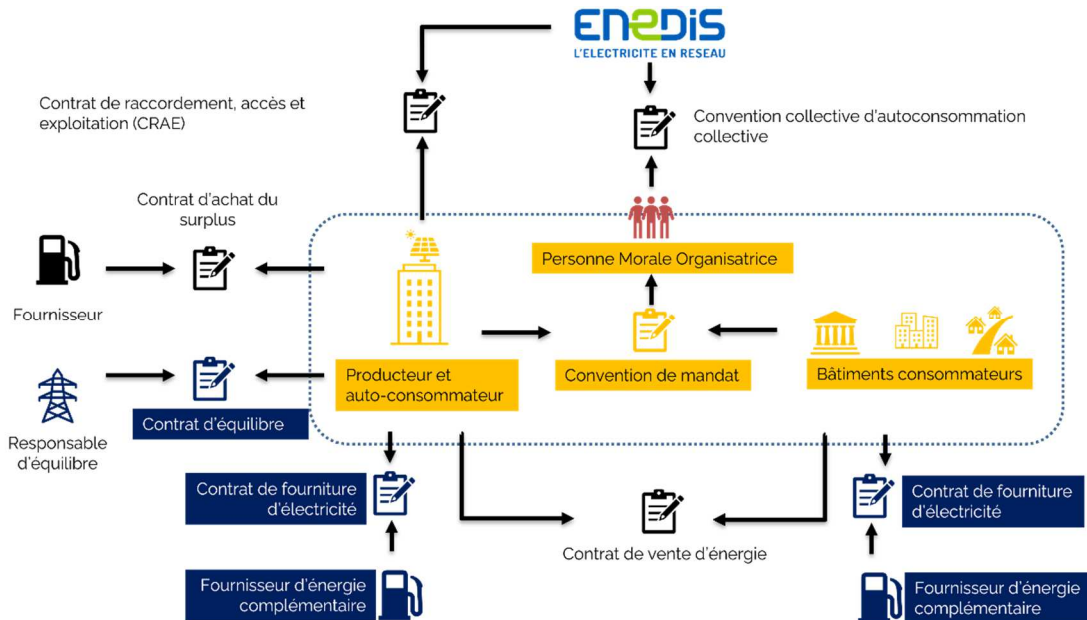 ENEDIS
L'ELECTRICITE EN RESEAU
Contrat de raccordement, accès et
exploitation (CRAE)
Convention collective d'autoconsommation
collective
Contrat d'achat du
surplus
Personne Morale Organisatrice
Fournisseur
Producteur et
auto-consommateur
Convention de mandat
Bâtiments consommateurs
Contrat d'équilibre
Responsable
d'équilibre
Contrat de fourniture
d'électricité
Contrat de fourniture
d'électricité
Contrat de vente d'énergie
Fournisseur d'énergie
complémentaire
Fournisseur d'énergie
complémentaire